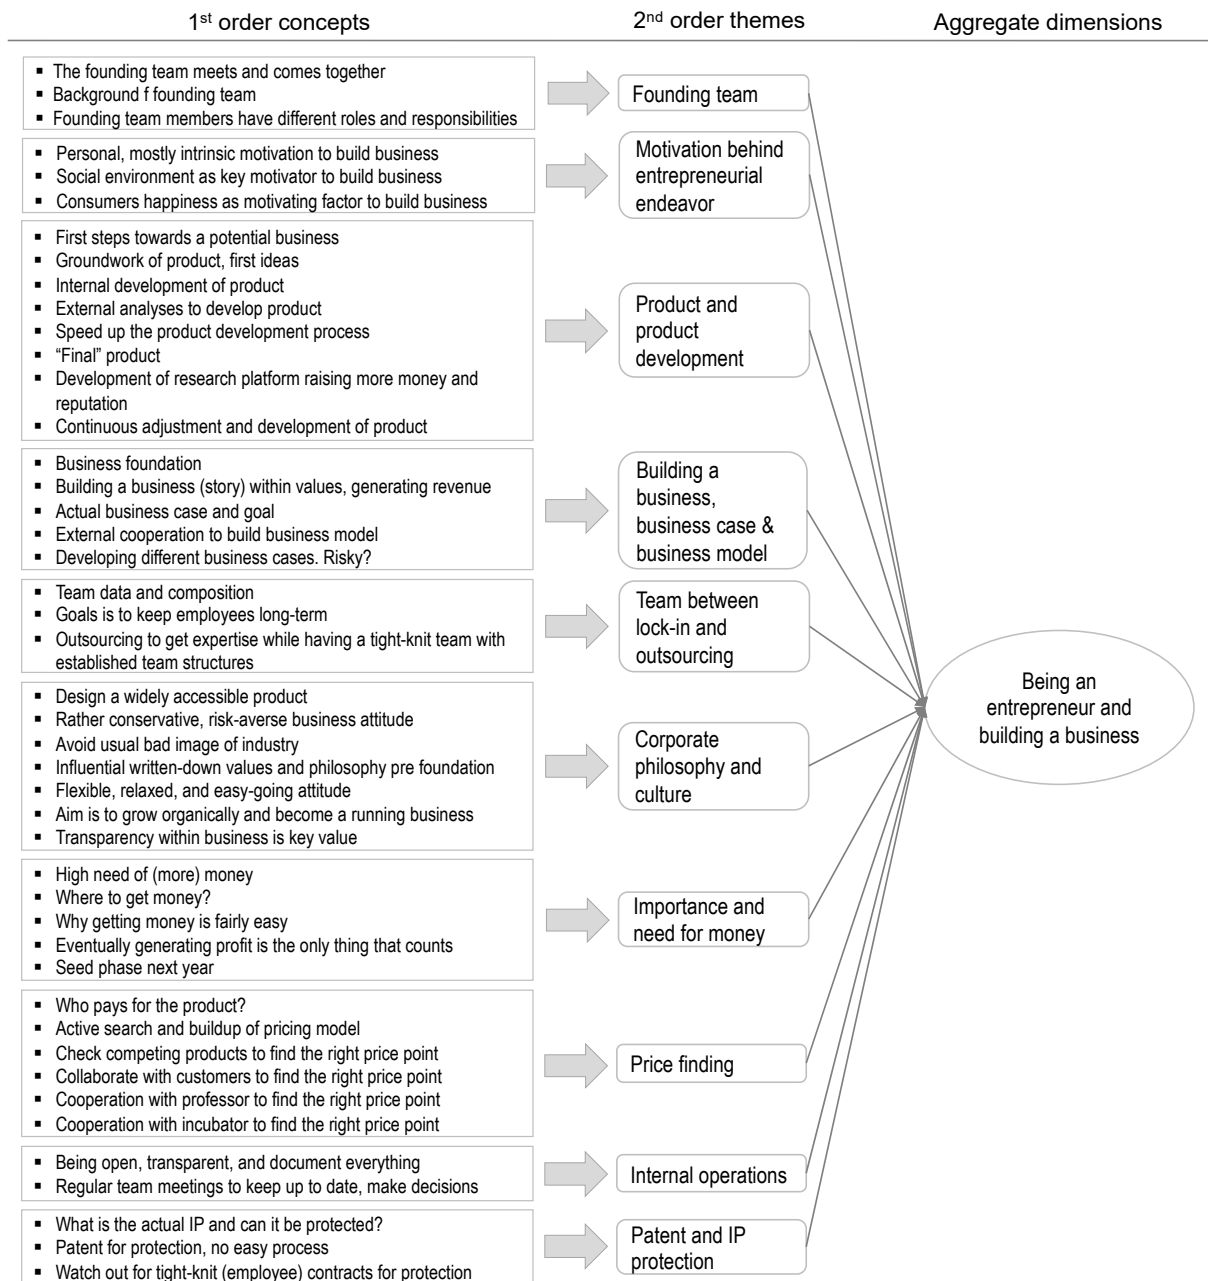 1st order concepts
2nd order themes
Aggregate dimensions
▪ The founding team meets and comes together
▪ Background f founding team
▪ Founding team members have different roles and responsibilities
Founding team
▪ Personal, mostly intrinsic motivation to build business
▪ Social environment as key motivator to build business
▪ Consumers happiness as motivating factor to build business
Motivation behind
entrepreneurial
endeavor
▪ First steps towards a potential business
▪ Groundwork of product, first ideas
▪ Internal development of product
▪ External analyses to develop product
▪ Speed up the product development process
▪ “Final” product
▪ Development of research platform raising more money and
reputation
▪ Continuous adjustment and development of product
Product and
product
development
▪ Business foundation
▪ Building a business (story) within values, generating revenue
▪ Actual business case and goal
▪ External cooperation to build business model
▪ Developing different business cases. Risky?
Building a
business,
business case &
business model
▪ Team data and composition
▪ Goals is to keep employees long-term
▪ Outsourcing to get expertise while having a tight-knit team with
established team structures
Team between
lock-in and
outsourcing
▪ Design a widely accessible product
▪ Rather conservative, risk-averse business attitude
▪ Avoid usual bad image of industry
▪ Influential written-down values and philosophy pre foundation
▪ Flexible, relaxed, and easy-going attitude
▪ Aim is to grow organically and become a running business
▪ Transparency within business is key value
Corporate
philosophy and
culture
▪ High need of (more) money
▪ Where to get money?
▪ Why getting money is fairly easy
▪ Eventually generating profit is the only thing that counts
▪ Seed phase next year
Importance and
need for money
▪ Who pays for the product?
▪ Active search and buildup of pricing model
▪ Check competing products to find the right price point
▪ Collaborate with customers to find the right price point
▪ Cooperation with professor to find the right price point
▪ Cooperation with incubator to find the right price point
Price finding
▪ Being open, transparent, and document everything
▪ Regular team meetings to keep up to date, make decisions
Internal operations
▪ What is the actual IP and can it be protected?
▪ Patent for protection, no easy process
▪ Watch out for tight-knit (employee) contracts for protection
Patent and IP
protection
Being an
entrepreneur and
building a business